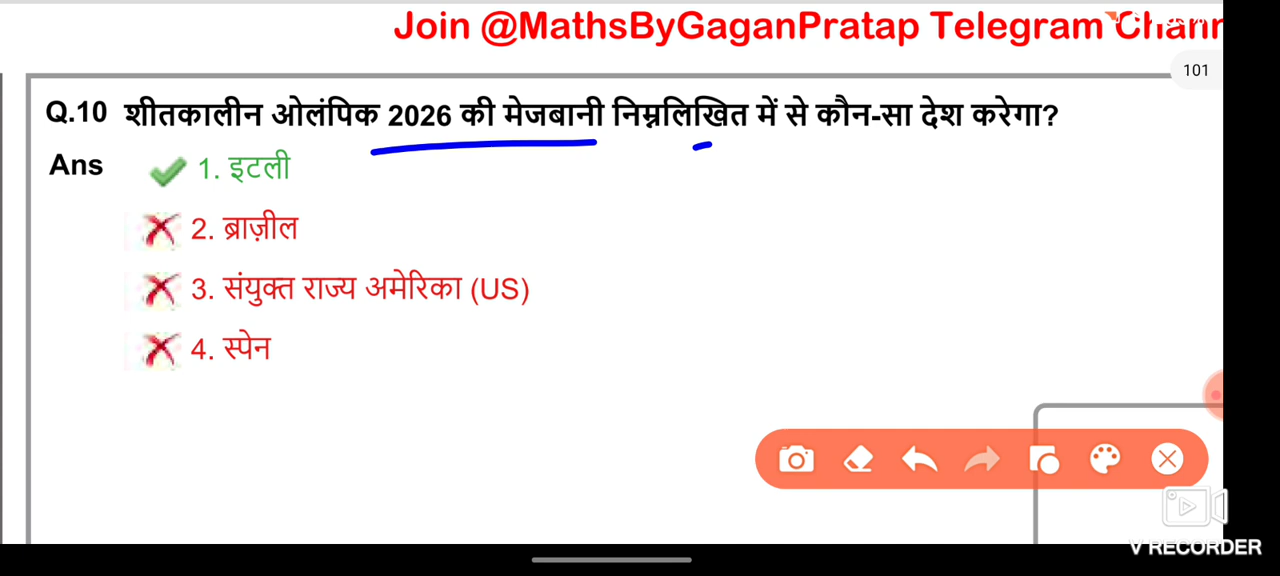 Join @MathsByGaganPratap Telegram Chann
101
Q.10 शीतकालीन ओलंपिक 2026 की मेजबानी निम्नलिखित में से कौन-सा देश करेगा?
Ans 1. इटली
2. ब्राज़ील
3. संयुक्त राज्य अमेरिका (US)
4. स्पेन
V RECORDER